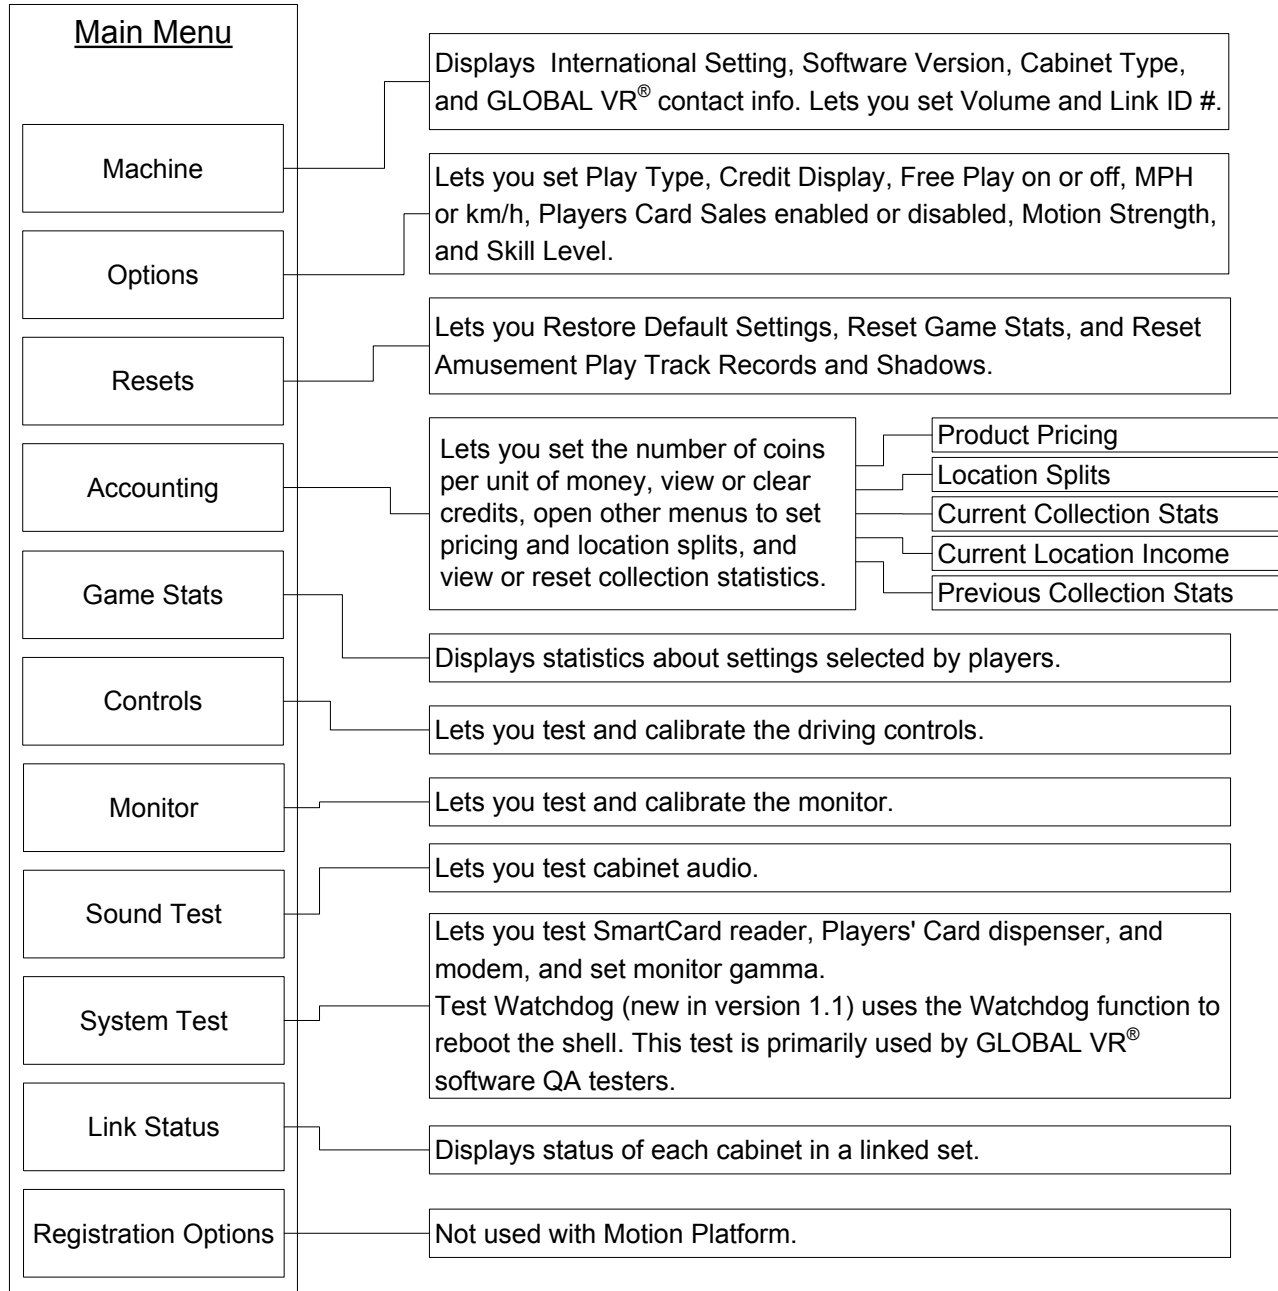 Main Menu
Machine
Displays International Setting, Software Version, Cabinet Type,
and GLOBAL VR® contact info. Lets you set Volume and Link ID #.
Options
Lets you set Play Type, Credit Display, Free Play on or off, MPH
or km/h, Players Card Sales enabled or disabled, Motion Strength,
and Skill Level.
Resets
Lets you Restore Default Settings, Reset Game Stats, and Reset
Amusement Play Track Records and Shadows.
Accounting
Lets you set the number of coins
per unit of money, view or clear
credits, open other menus to set
pricing and location splits, and
view or reset collection statistics.
Product Pricing
Location Splits
Current Collection Stats
Current Location Income
Previous Collection Stats
Game Stats
Displays statistics about settings selected by players.
Controls
Lets you test and calibrate the driving controls.
Monitor
Lets you test and calibrate the monitor.
Sound Test
Lets you test cabinet audio.
System Test
Lets you test SmartCard reader, Players' Card dispenser, and
modem, and set monitor gamma.
Test Watchdog (new in version 1.1) uses the Watchdog function to
reboot the shell. This test is primarily used by GLOBAL VR®
software QA testers.
Link Status
Displays status of each cabinet in a linked set.
Registration Options
Not used with Motion Platform.